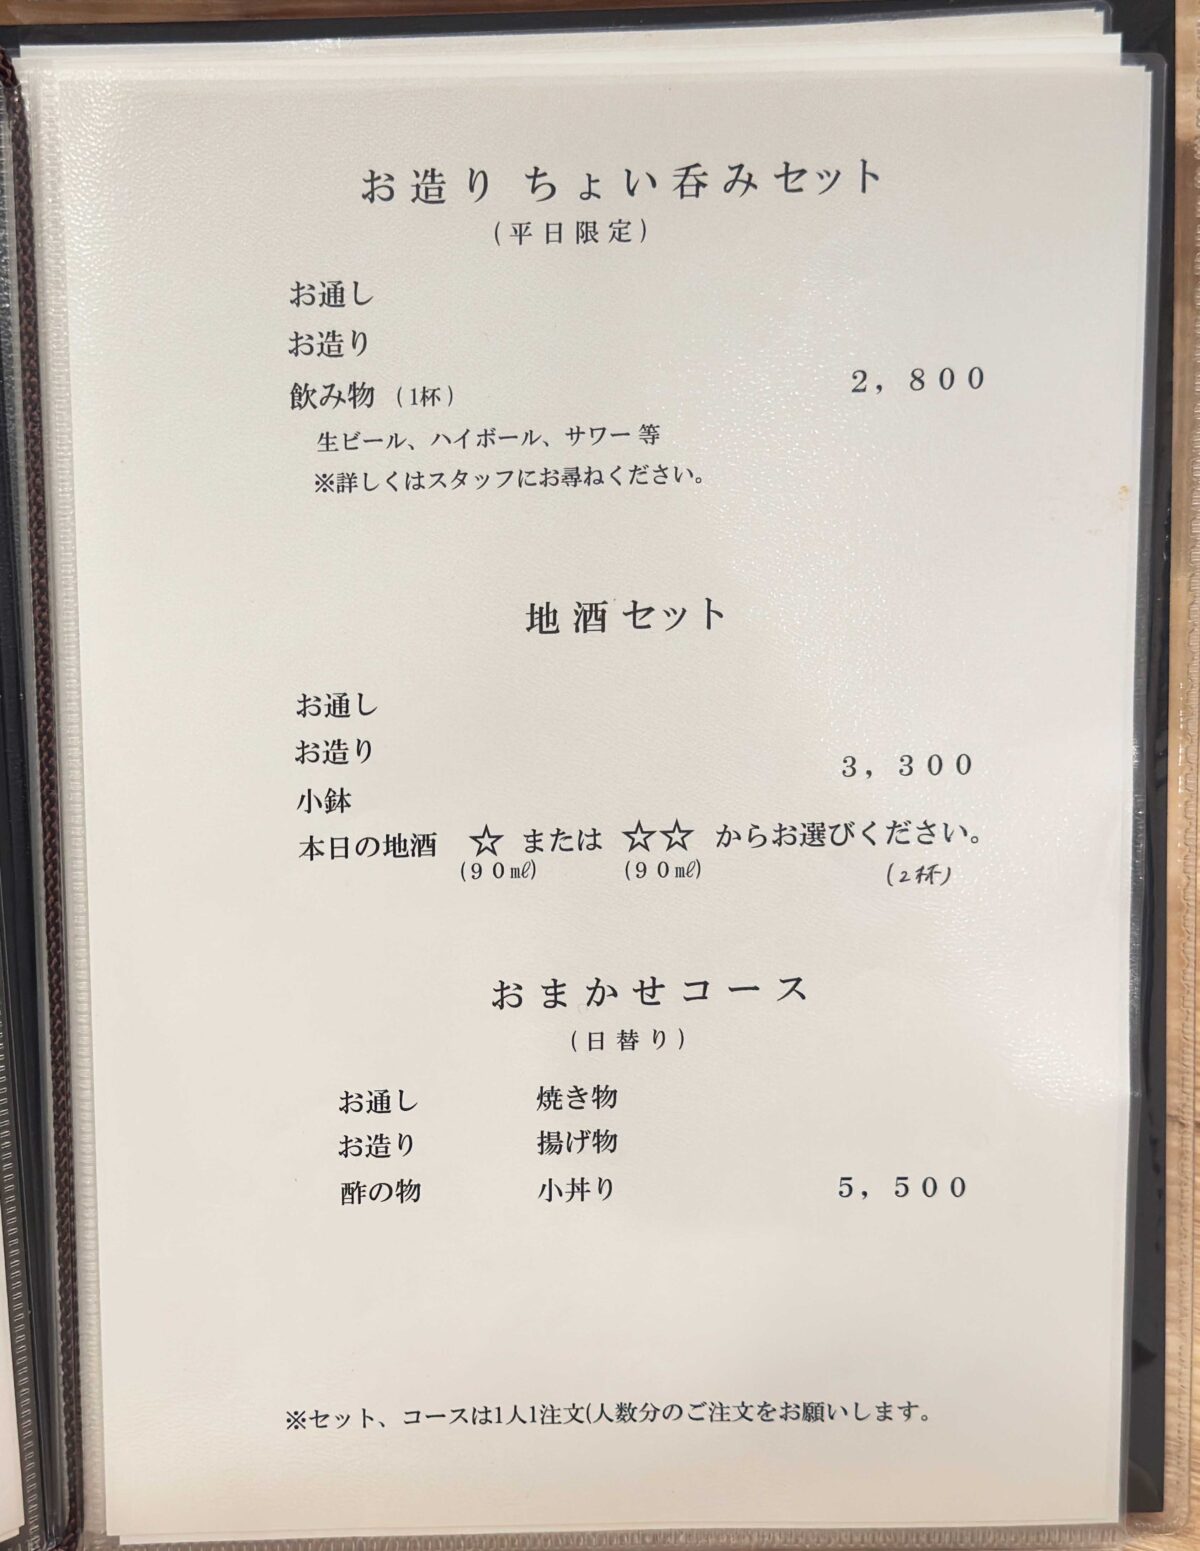 お造り ちょい呑みセット
(平日限定)
お通し
お造り
飲み物 (1杯)
2,800
生ビール、ハイボール、サワー 等
※詳しくはスタッフにお尋ねください。
地酒セット
お通し
お造り
3,300
小鉢
本日の地酒 ☆ または ☆☆ からお選びください。
(90㎖) (90㎖) (2杯)
おまかせコース
(日替り)
お通し 焼き物
お造り 揚げ物
酢の物 小丼り 5,500
※セット、コースは1人1注文(人数分のご注文をお願いします。